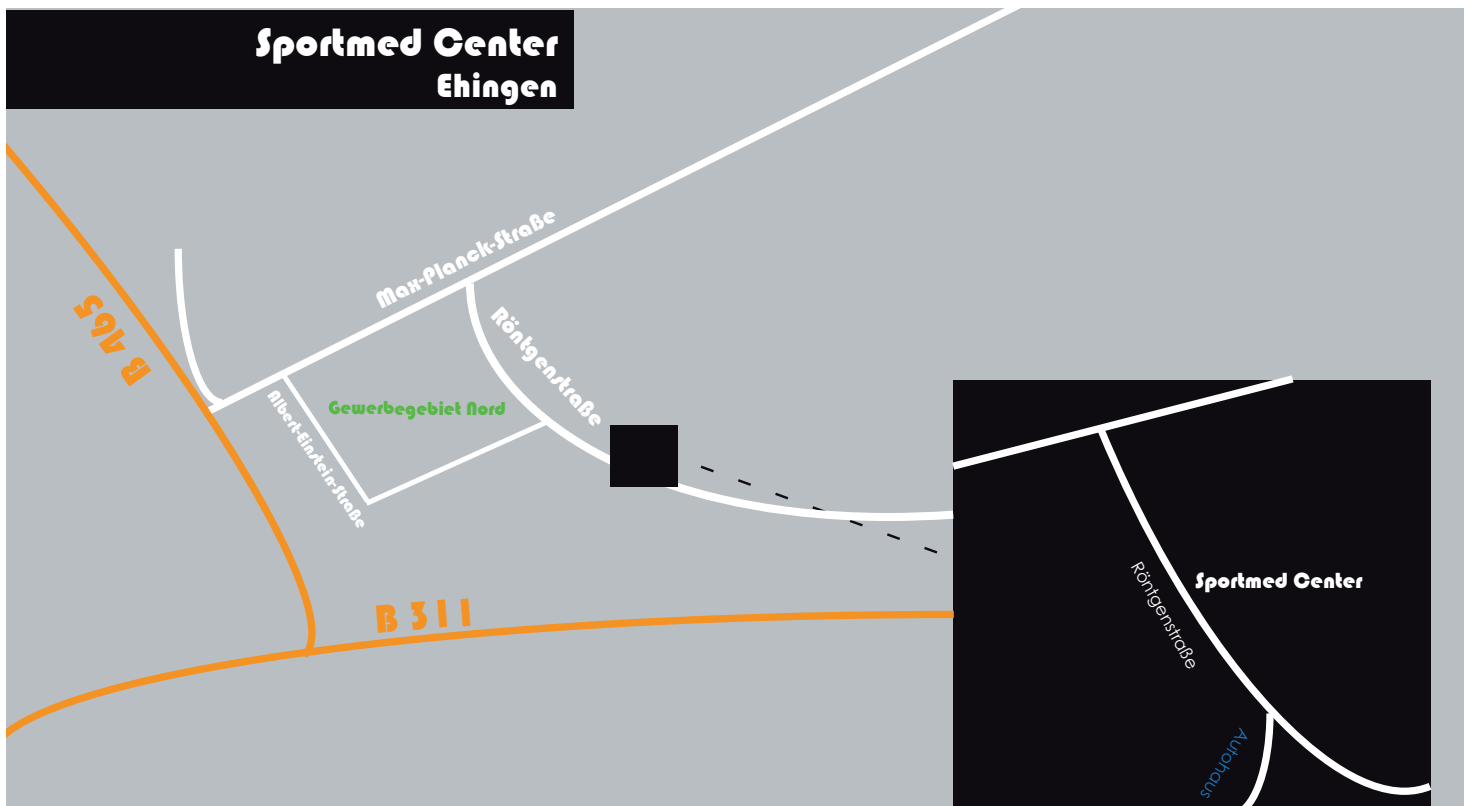 Sportmed Center
Ehingen
Max-Planck-Straße
B 465
Röntgenstraße
Gewerbegebiet Nord
Albert-Einstein-Straße
B 311
Röntgenstraße
Sportmed Center
Autohaus